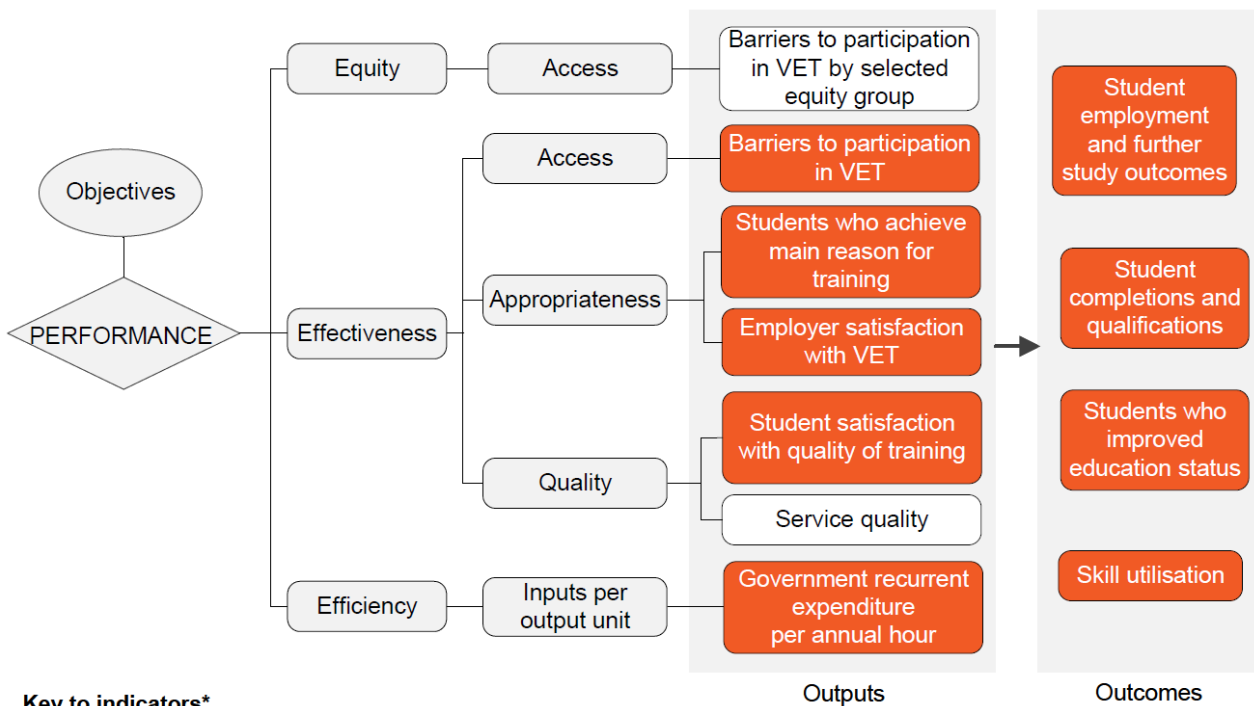 Objectives
PERFORMANCE
Equity
Access
Barriers to participation
in VET by selected
equity group
Effectiveness
Access
Barriers to participation
in VET
Appropriateness
Students who achieve
main reason for
training
Employer satisfaction
with VET
Quality
Student satisfaction
with quality of training
Service quality
Efficiency
Inputs per
output unit
Government recurrent
expenditure
per annual hour
Student
employment
and further
study outcomes
Student
completions and
qualifications
Students who
improved
education status
Skill utilisation
Outputs
Outcomes
Key to indicators*